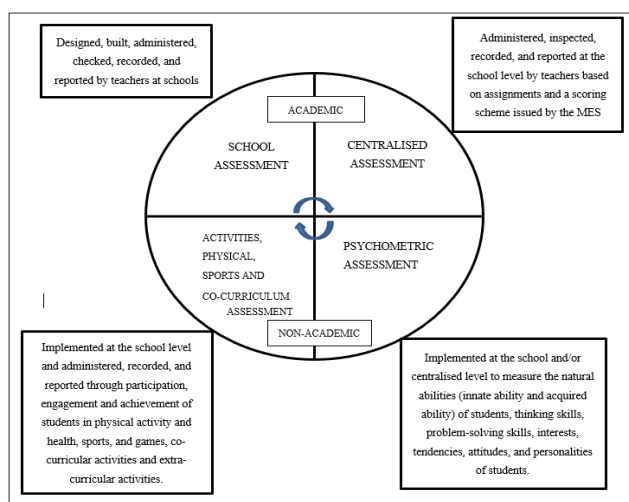 Designed, built, administered,
checked, recorded, and
reported by teachers at schools
Administered, inspected,
recorded, and reported at the
school level by teachers based
on assignments and a scoring
scheme issued by the MES
ACADEMIC
SCHOOL
ASSESSMENT
CENTRALISED
ASSESSMENT
ACTIVITIES,
PHYSICAL,
SPORTS AND
CO-CURRICULUM
ASSESSMENT
PSYCHOMETRIC
ASSESSMENT
NON-ACADEMIC
Implemented at the school level
and administered, recorded, and
reported through participation,
engagement and achievement of
students in physical activity and
health, sports, and games, co-
curricular activities and extra-
curricular activities.
Implemented at the school and/or
centralised level to measure the natural
abilities (innate ability and acquired
ability) of students, thinking skills,
problem-solving skills, interests,
tendencies, attitudes, and personalities
of students.